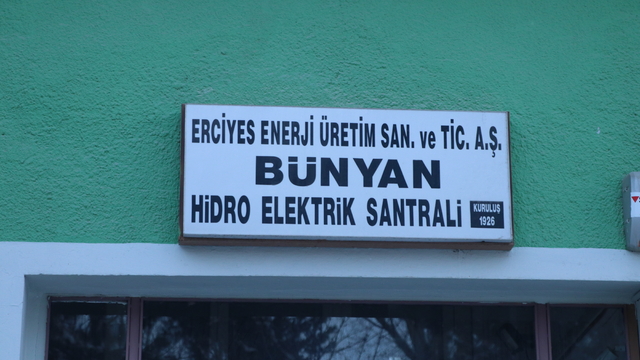 ERCİYES ENERJİ ÜRETİM SAN. ve TİC. A.Ş.
BÜNYAN
HİDRO ELEKTRİK SANTRALİ
KURULUŞ
1926